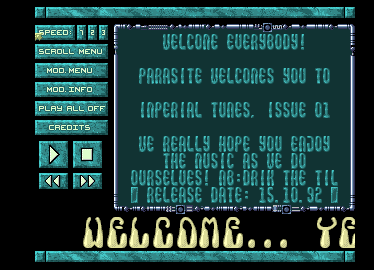 SPEED: 1 2 3
SCROLL MENU
MOD.MENU
MOD.INFO
PLAY ALL OFF
CREDITS
WELCOME EVERYBODY!
PARASITE WELCOMES YOU TO
IMPERIAL TUNES, ISSUE 01
WE REALLY HOPE YOU ENJOY
THE MUSIC AS WE DO
OURSELVES! AB:DRIK THE TIL
RELEASE DATE: 15.10.92
WELCOME... YE